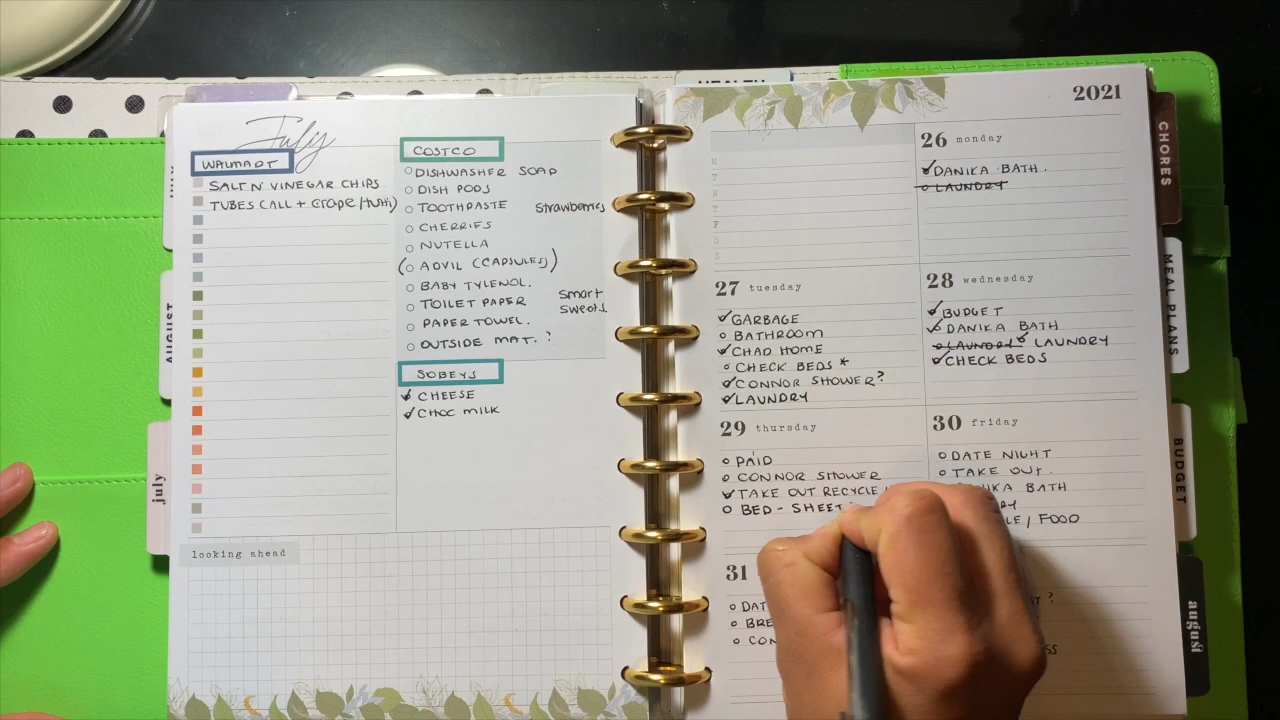 HEALTH
2021
July
WALMART
SALT N VINEGAR CHIPS
TUBES CALL + Grape/tutti)
COSTCO
DISHWASHER SOAP
DISH PODS
TOOTHPASTE
Strawberries
CHERRIES
NUTELLA
(ADVIL (CAPSULES))
BABY TYLENOL.
TOILET PAPER
Smart
Sweets.
PAPER TOWEL.
OUTSIDE MAT. ?
SOBEYS
CHEESE
CHOC MILK
looking ahead
M
T
W
T
F
S
S
26 monday
DANIKA BATH.
LAUNDRY
27 tuesday
GARBAGE
BATHROOM
CHAD HOME
CHECK BEDS *
CONNOR SHOWER?
LAUNDRY
28 wednesday
BUDGET
DANIKA BATH
LAUNDRY LAUNDRY
CHECK BEDS
29 thursday
PAID
CONNOR SHOWER
TAKE OUT RECYCLE
BED - SHEET
30 friday
DATE NIGHT
TAKE OUT.
BATH
/ FOOD
31
CHORES
MEAL PLANS
BUDGET
august
AUGUST
july